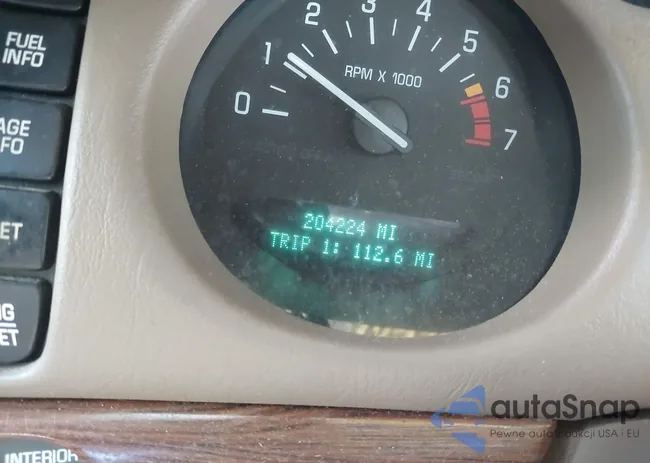 FUEL
INFO
AGE
FO
ET
G
ET
0
1
2
3
4
5
6
7
RPM X 1000
204224 MI
TRIP 1: 112.6 MI
INTERIOR
autaSnap
Pewne auta z aukcji USA i EU